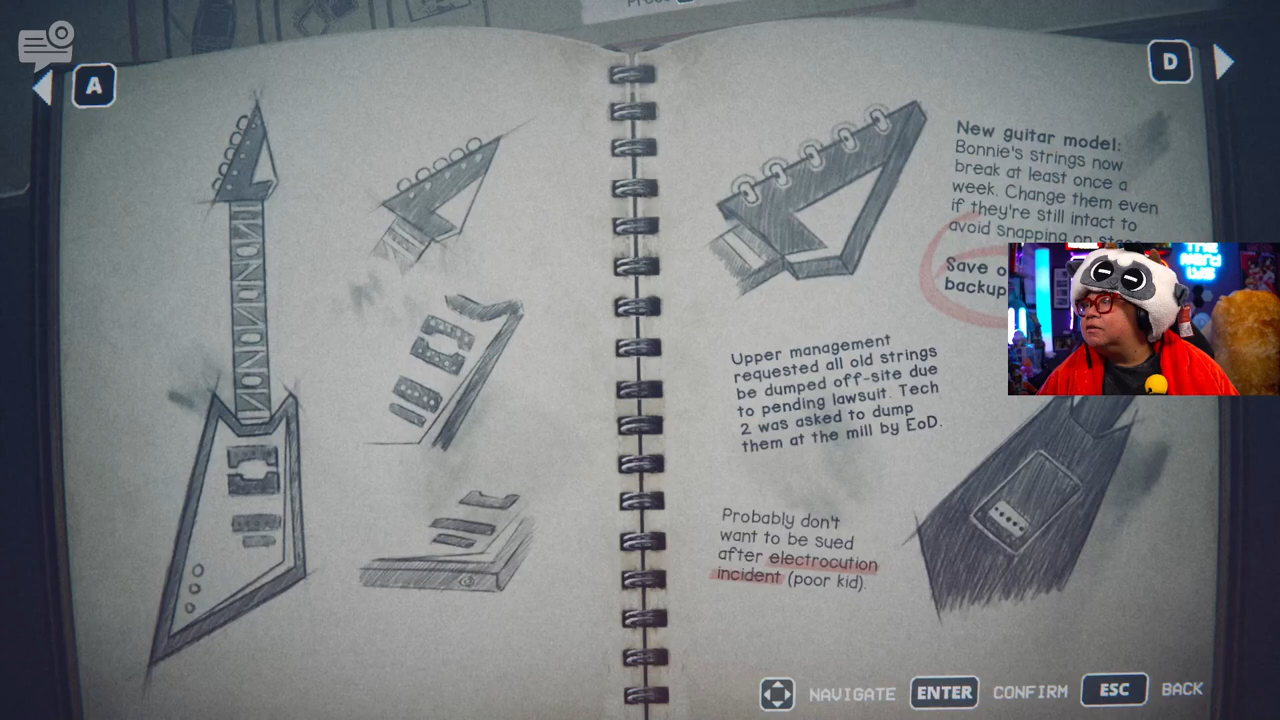 A
D
New guitar model:
Bonnie's strings now
break at least once a
week. Change them even
if they're still intact to
avoid snapping on
Save
backup
Upper management
requested all old strings
be dumped off-site due
to pending lawsuit. Tech
2 was asked to dump
them at the mill by EoD.
Probably don't
want to be sued
after electrocution
incident (poor kid).
NAVIGATE ENTER CONFIRM ESC BACK